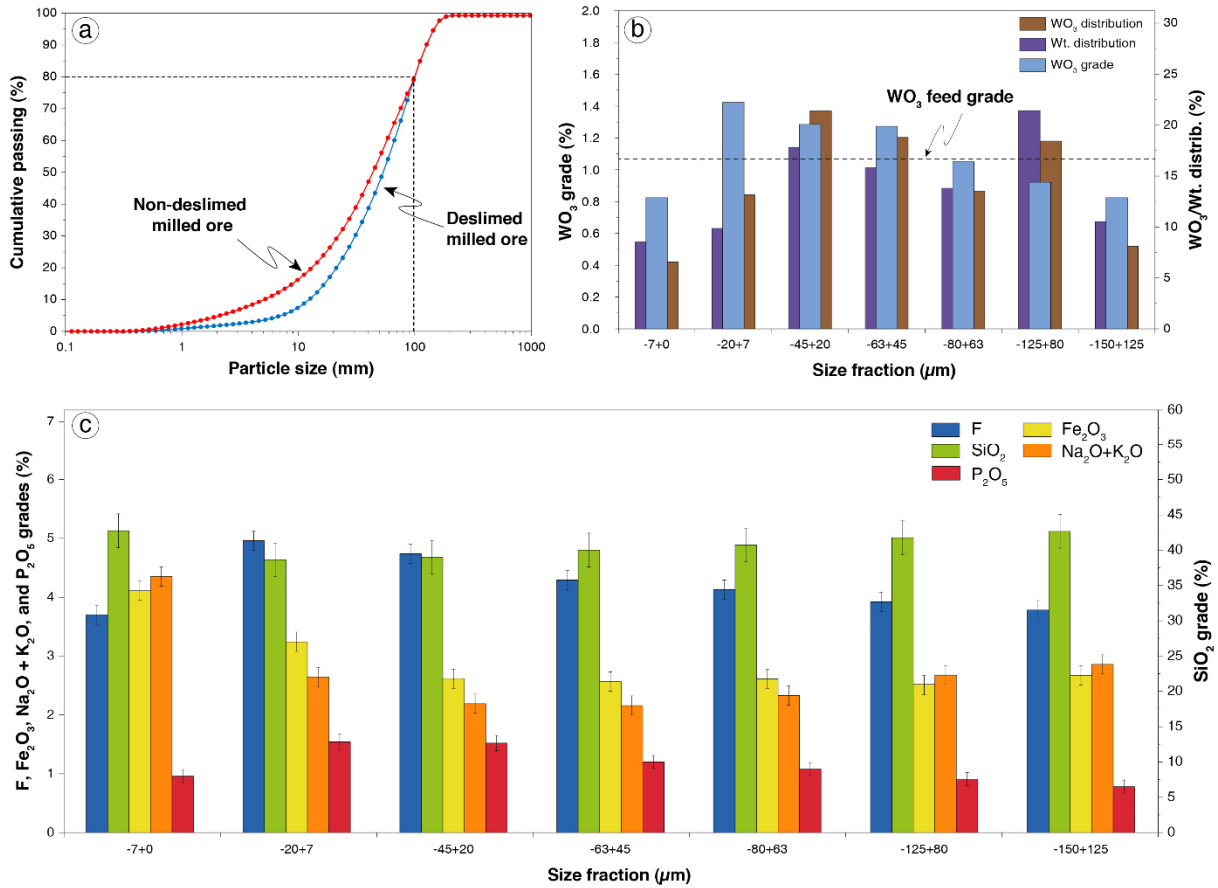 a
Cumulative passing (%)
100
90
80
70
60
50
40
30
20
10
0
Non-deslimed
milled ore
Deslimed
milled ore
0.1
1
10
100
1000
Particle size (mm)
b
WO₃ grade (%)
2.0
1.8
1.6
1.4
1.2
1.0
0.8
0.6
0.4
0.2
0.0
WO₃ distribution
Wt. distribution
WO₃ grade
WO₃ feed grade
30
25
20
15
10
5
0
WO₃/Wt. distrib. (%)
-7+0
-20+7
-45+20
-63+45
-80+63
-125+80
-150+125
Size fraction (µm)
c
F, Fe₂O₃, Na₂O + K₂O, and P₂O₅ grades (%)
7
6
5
4
3
2
1
0
F
SiO₂
P₂O₅
Fe₂O₃
Na₂O+K₂O
60
55
50
45
40
35
30
25
20
15
10
5
0
SiO₂ grade (%)
-7+0
-20+7
-45+20
-63+45
-80+63
-125+80
-150+125
Size fraction (µm)